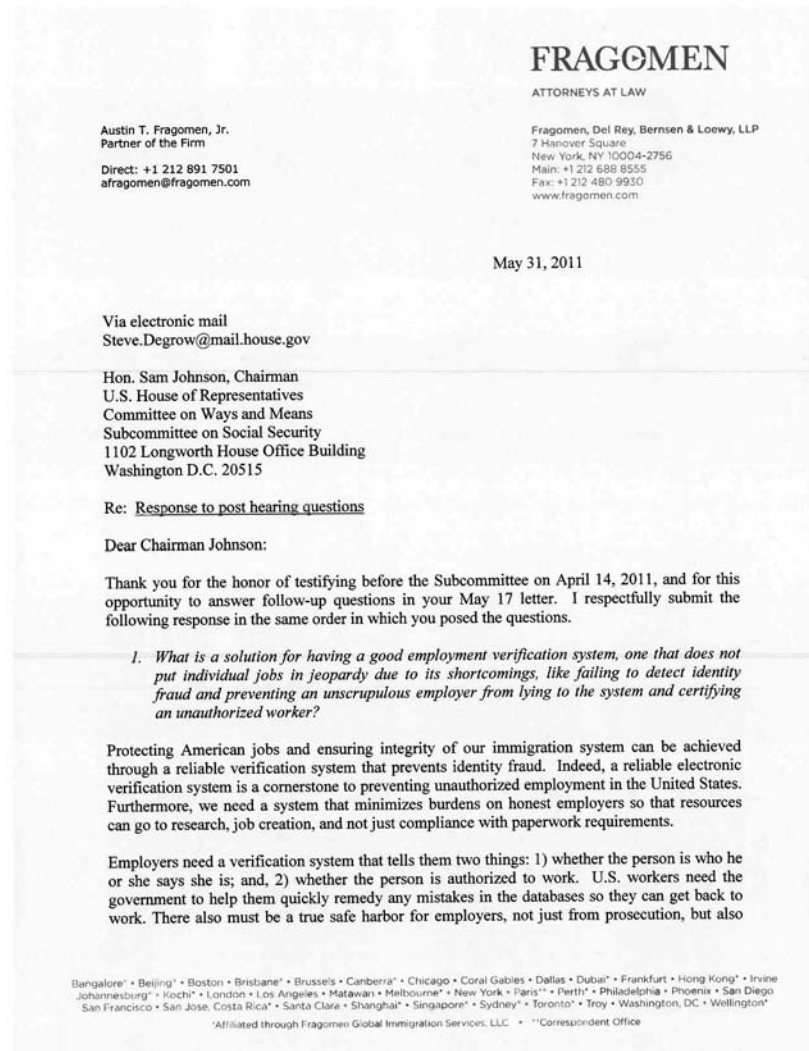 FRAGOMEN
ATTORNEYS AT LAW
Austin T. Fragomen, Jr.
Partner of the Firm
Direct: +1 212 891 7501
afragomen@fragomen.com
Fragomen, Del Rey, Bernsen & Loewy, LLP
7 Hanover Square
New York, NY 10004-2756
Main: +1 212 688 8555
Fax: +1 212 480 9930
www.fragomen.com
May 31, 2011
Via electronic mail
Steve.Degrow@mail.house.gov
Hon. Sam Johnson, Chairman
U.S. House of Representatives
Committee on Ways and Means
Subcommittee on Social Security
1102 Longworth House Office Building
Washington D.C. 20515
Re: Response to post hearing questions
Dear Chairman Johnson:
Thank you for the honor of testifying before the Subcommittee on April 14, 2011, and for this
opportunity to answer follow-up questions in your May 17 letter. I respectfully submit the
following response in the same order in which you posed the questions.
1. What is a solution for having a good employment verification system, one that does not
put individual jobs in jeopardy due to its shortcomings, like failing to detect identity
fraud and preventing an unscrupulous employer from lying to the system and certifying
an unauthorized worker?
Protecting American jobs and ensuring integrity of our immigration system can be achieved
through a reliable verification system that prevents identity fraud. Indeed, a reliable electronic
verification system is a cornerstone to preventing unauthorized employment in the United States.
Furthermore, we need a system that minimizes burdens on honest employers so that resources
can go to research, job creation, and not just compliance with paperwork requirements.
Employers need a verification system that tells them two things: 1) whether the person is who he
or she says she is; and, 2) whether the person is authorized to work. U.S. workers need the
government to help them quickly remedy any mistakes in the databases so they can get back to
work. There also must be a true safe harbor for employers, not just from prosecution, but also
Bangalore* • Beijing* • Boston • Brisbane* • Brussels • Canberra* • Chicago • Coral Gables • Dallas • Dubai* • Frankfurt • Hong Kong* • Irvine
Johannesburg* • Kochi* • London • Los Angeles • Matawan • Melbourne* • New York • Paris** • Perth* • Philadelphia • Phoenix • San Diego
San Francisco • San Jose, Costa Rica* • Santa Clara • Shanghai* • Singapore* • Sydney* • Toronto* • Troy • Washington, DC • Wellington*
*Affiliated through Fragomen Global Immigration Services, LLC • **Correspondent Office